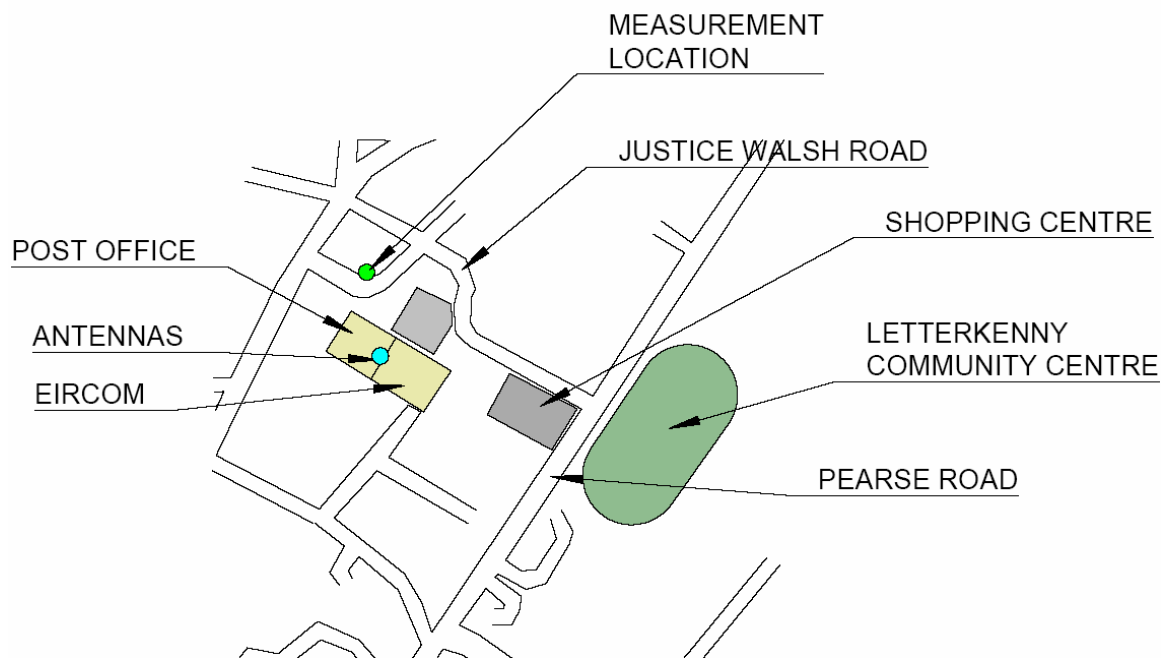 MEASUREMENT
LOCATION
JUSTICE WALSH ROAD
SHOPPING CENTRE
POST OFFICE
ANTENNAS
LETTERKENNY
COMMUNITY CENTRE
EIRCOM
PEARSE ROAD